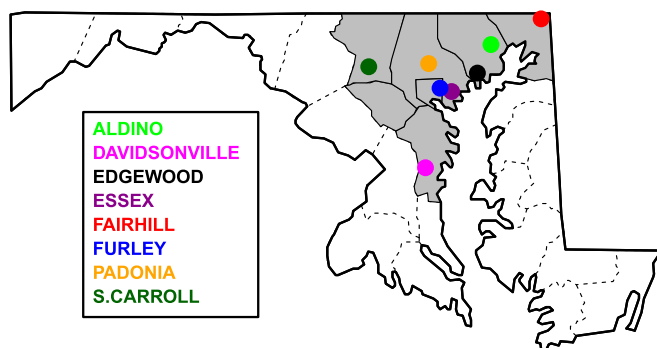 ALDINO
DAVIDSONVILLE
EDGEWOOD
ESSEX
FAIRHILL
FURLEY
PADONIA
S.CARROLL